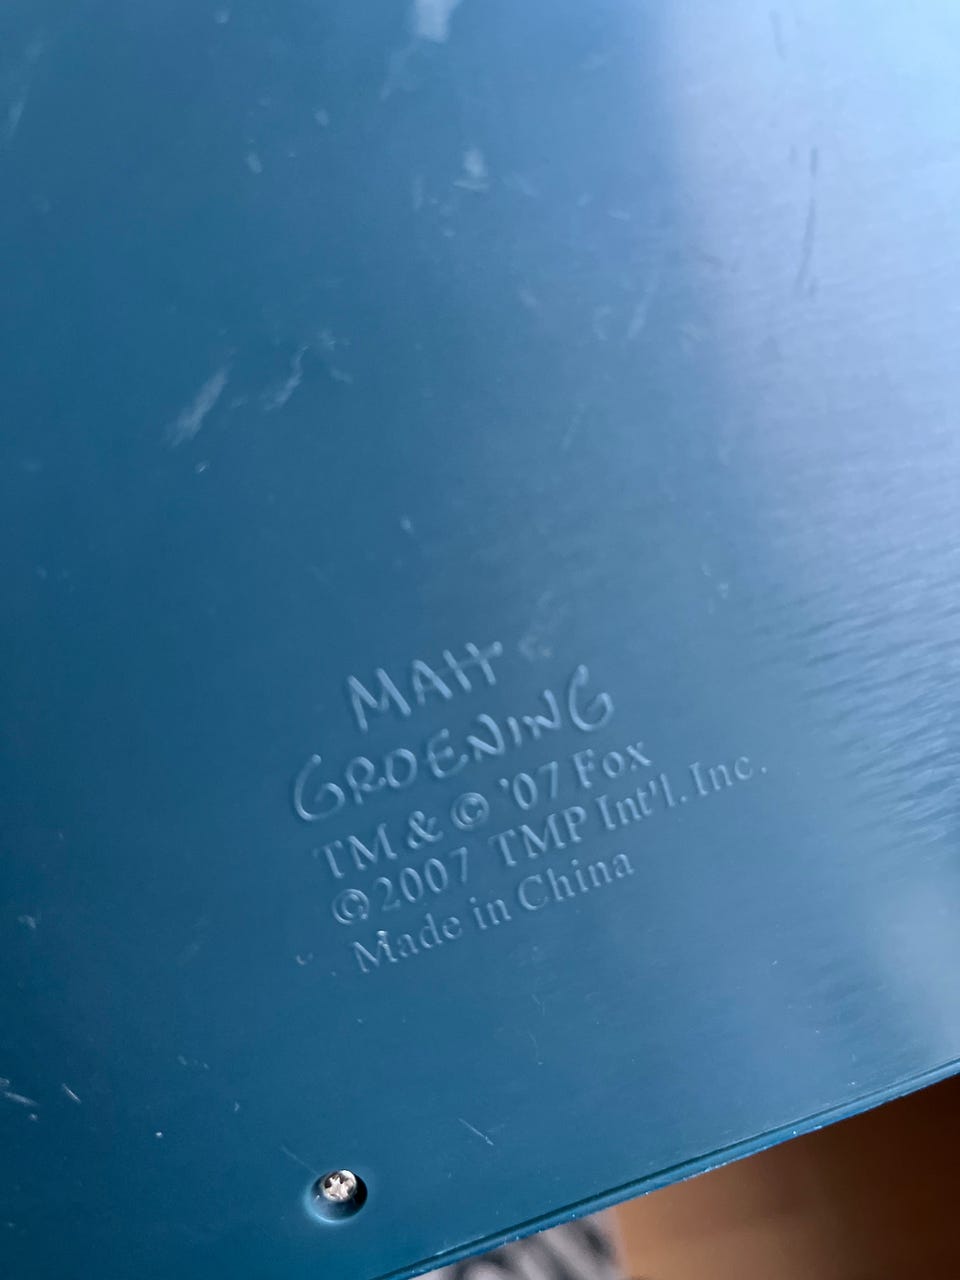 MATT
GROENING
TM & © '07 Fox
©2007 TMP Int'l. Inc.
Made in China